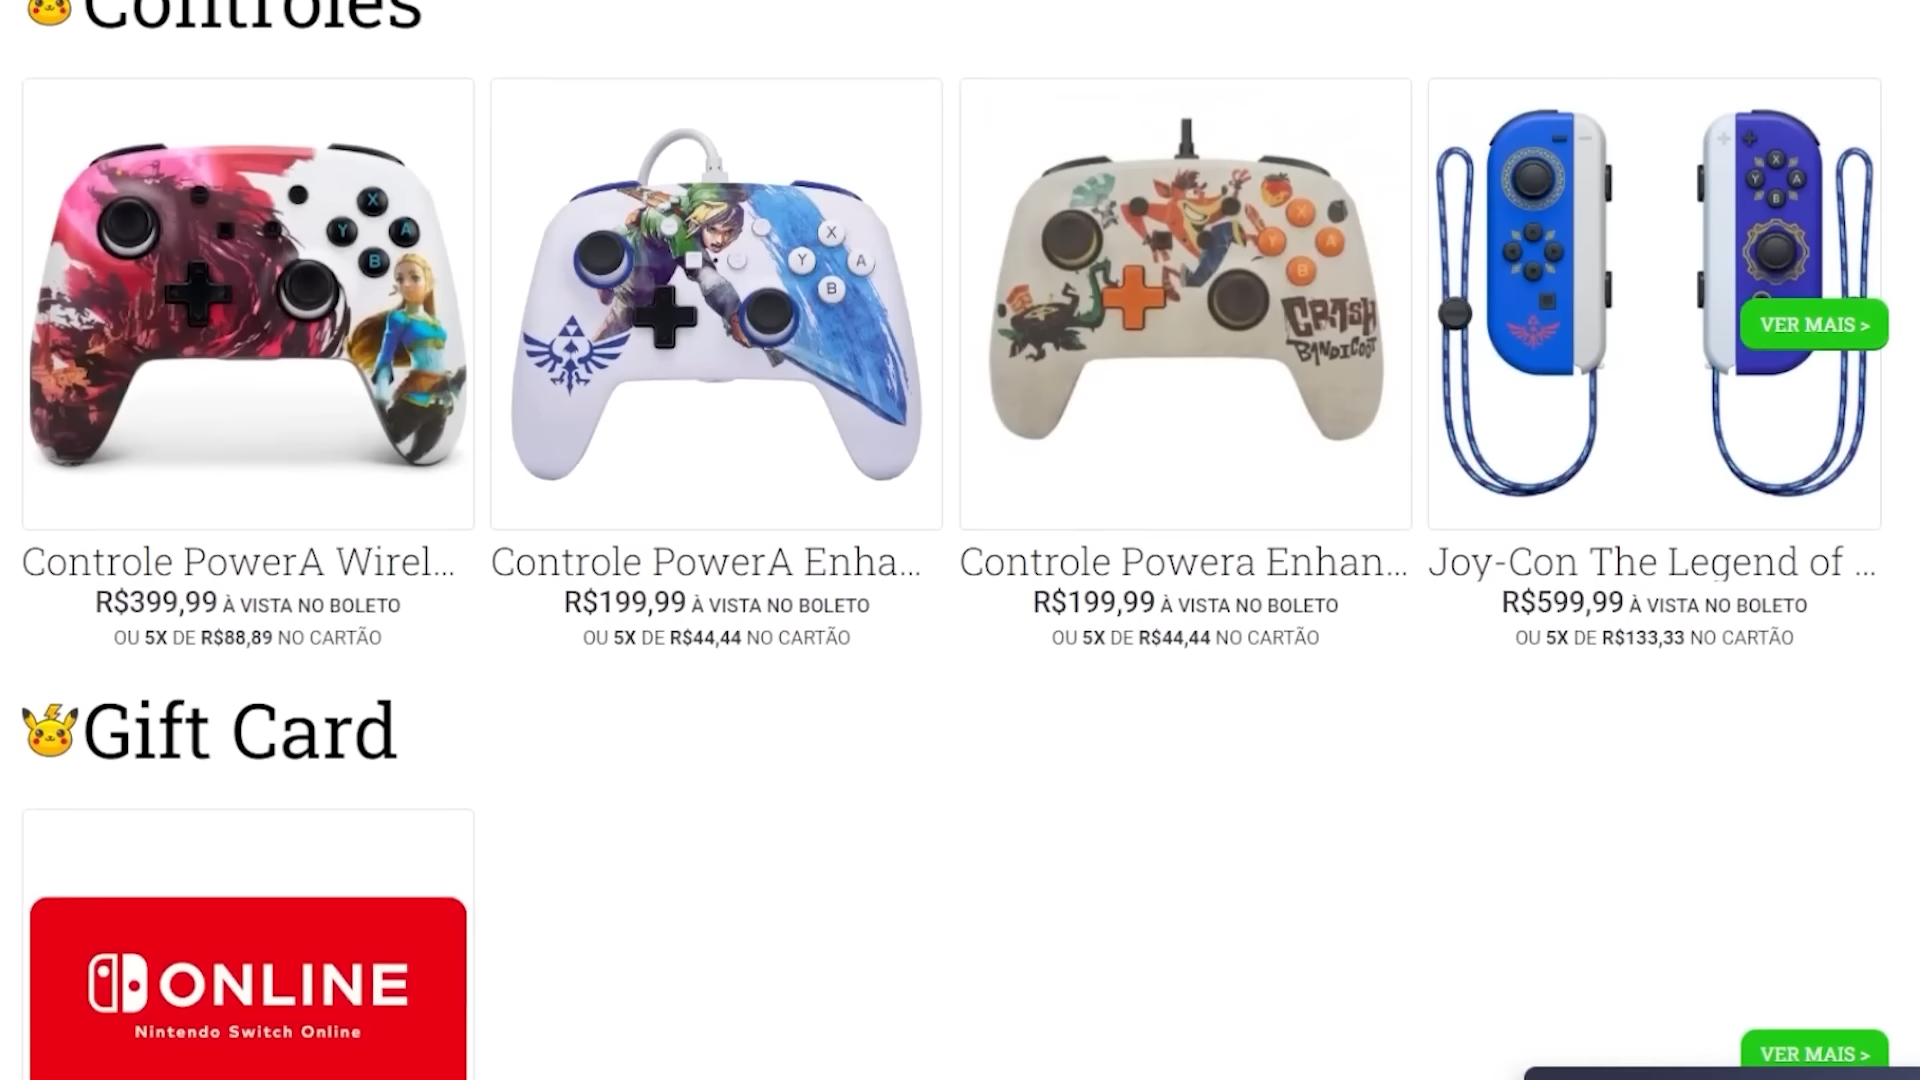 Controles
X
Y
A
B
X
Y
A
B
X
Y
A
B
CRASH
BANDICOOT
X
Y
A
B
VER MAIS >
Controle PowerA Wirel...
Controle PowerA Enha...
Controle Powera Enhan...
Joy-Con The Legend of ...
R$399,99 À VISTA NO BOLETO
R$199,99 À VISTA NO BOLETO
R$199,99 À VISTA NO BOLETO
R$599,99 À VISTA NO BOLETO
OU 5X DE R$88,89 NO CARTÃO
OU 5X DE R$44,44 NO CARTÃO
OU 5X DE R$44,44 NO CARTÃO
OU 5X DE R$133,33 NO CARTÃO
Gift Card
ONLINE
Nintendo Switch Online
VER MAIS >